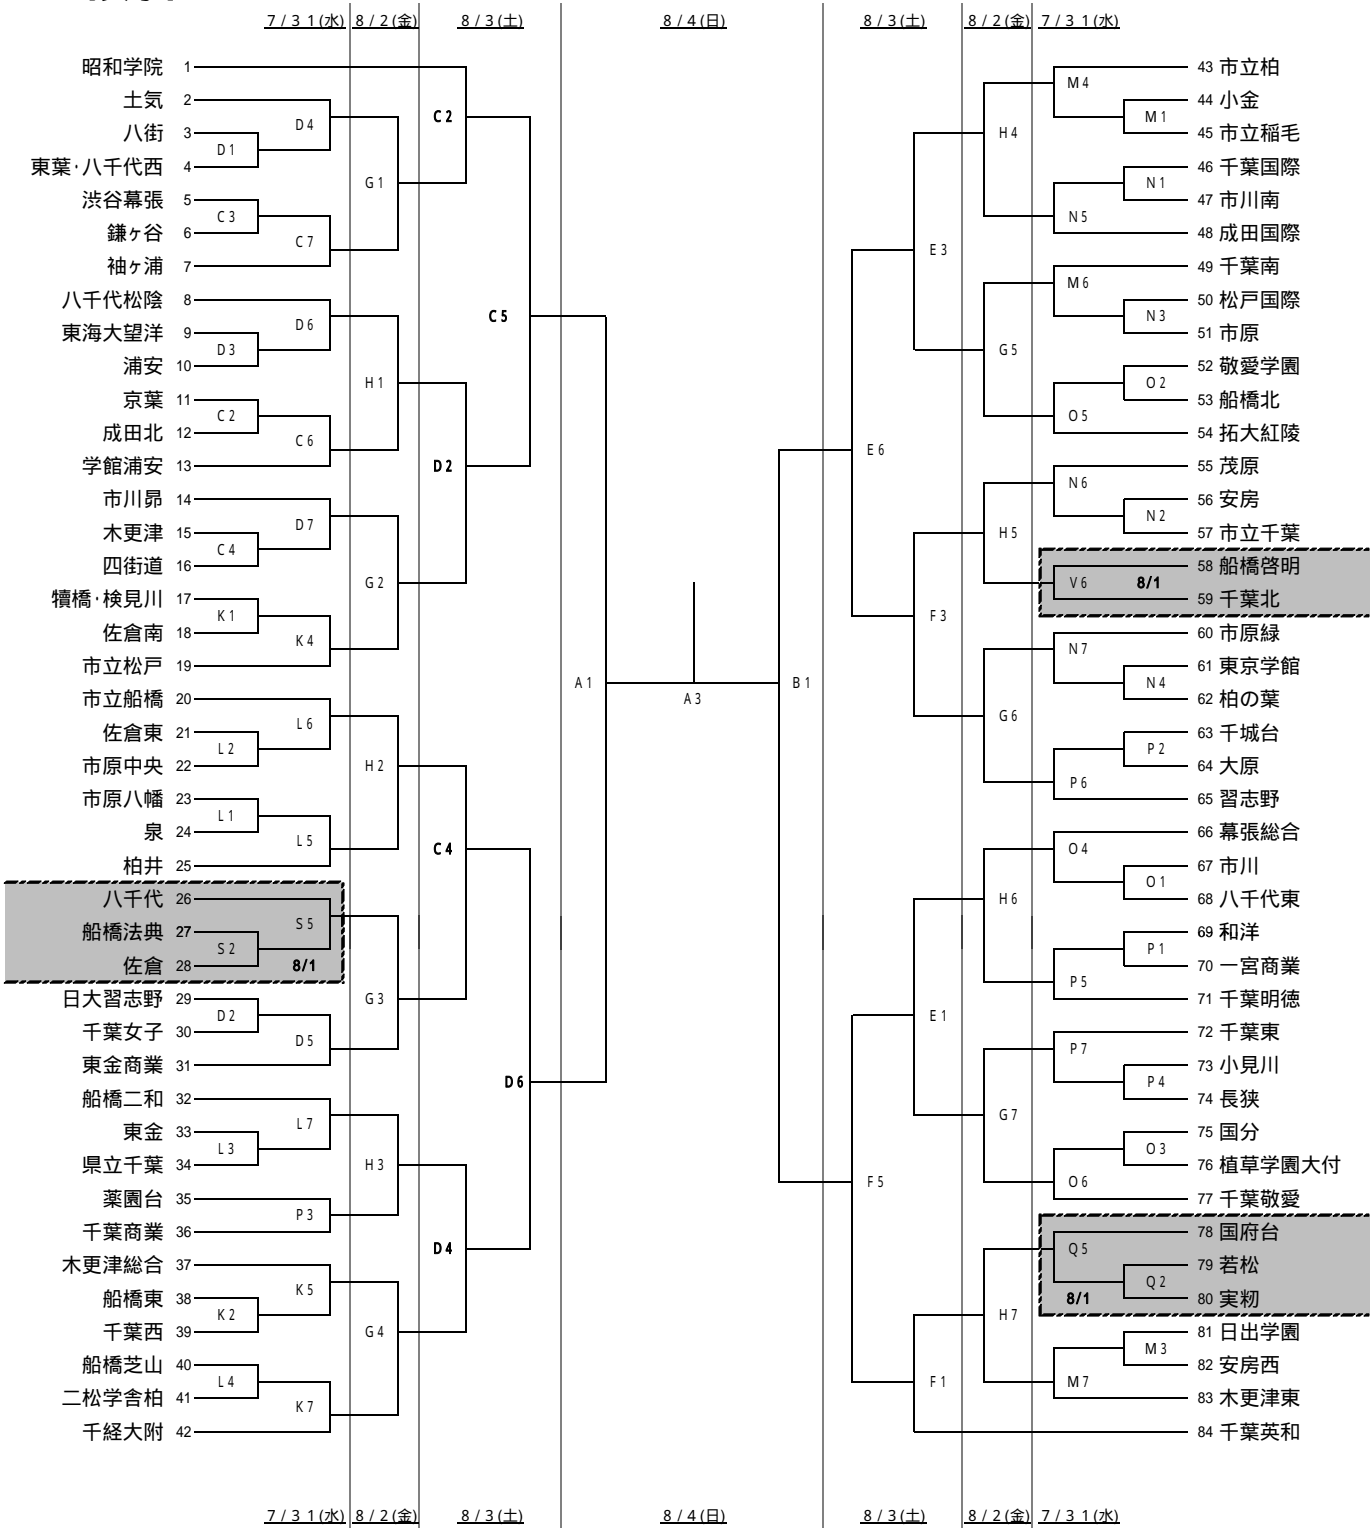 7/31(水) 8/2(金) 8/3(土) 8/4(日) 8/3(土) 8/2(金) 7/31(水)
昭和学院 1
土気 2
八街 3
東葉・八千代西 4
渋谷幕張 5
鎌ヶ谷 6
袖ヶ浦 7
八千代松陰 8
東海大望洋 9
浦安 10
京葉 11
成田北 12
学館浦安 13
市川昴 14
木更津 15
四街道 16
犢橋・検見川 17
佐倉南 18
市立松戸 19
市立船橋 20
佐倉東 21
市原中央 22
市原八幡 23
泉 24
柏井 25
八千代 26
船橋法典 27
佐倉 28
日大習志野 29
千葉女子 30
東金商業 31
船橋二和 32
東金 33
県立千葉 34
薬園台 35
千葉商業 36
木更津総合 37
船橋東 38
千葉西 39
船橋芝山 40
二松学舎柏 41
千経大附 42
D1
C3
D3
C2
C4
K1
L2
L1
S2
D2
L3
K2
L4
D4
C7
D6
C6
D7
K4
L6
L5
S5
8/1
D5
L7
P3
K5
K7
G1
H1
G2
H2
G3
H3
G4
C2
D2
C4
D4
C5
D6
A1
A3
B1
E6
F5
E3
F3
E1
F1
H4
G5
H5
G6
H6
G7
H7
M4
N5
M6
O5
N6
V6 8/1
N7
P6
O4
P5
P7
O6
Q5
8/1
M7
M1
N1
N3
O2
N2
N4
P2
O1
P1
P4
O3
Q2
M3
43 市立柏
44 小金
45 市立稲毛
46 千葉国際
47 市川南
48 成田国際
49 千葉南
50 松戸国際
51 市原
52 敬愛学園
53 船橋北
54 拓大紅陵
55 茂原
56 安房
57 市立千葉
58 船橋啓明
59 千葉北
60 市原緑
61 東京学館
62 柏の葉
63 千城台
64 大原
65 習志野
66 幕張総合
67 市川
68 八千代東
69 和洋
70 一宮商業
71 千葉明徳
72 千葉東
73 小見川
74 長狭
75 国分
76 植草学園大付
77 千葉敬愛
78 国府台
79 若松
80 実籾
81 日出学園
82 安房西
83 木更津東
84 千葉英和
7/31(水) 8/2(金) 8/3(土) 8/4(日) 8/3(土) 8/2(金) 7/31(水)